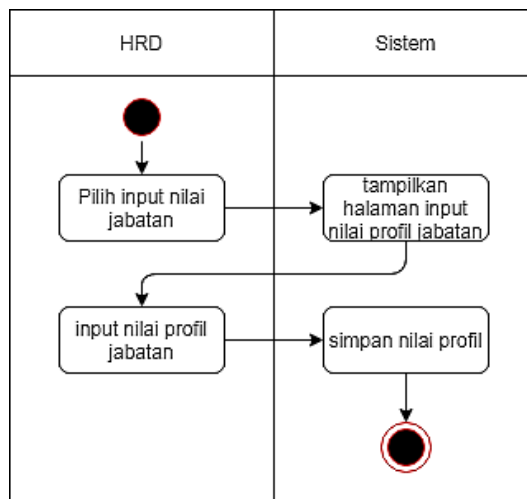 HRD
Sistem
Pilih input nilai
jabatan
tampilkan
halaman input
nilai profil jabatan
input nilai profil
jabatan
simpan nilai profil